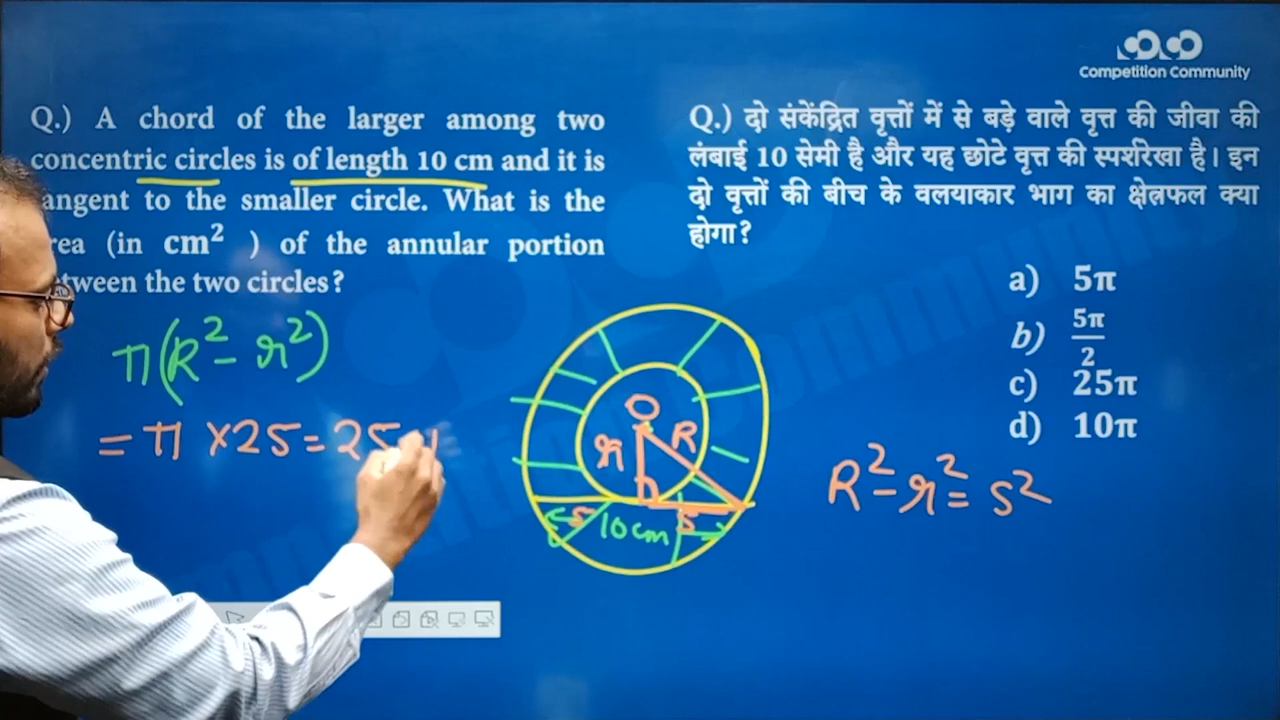 Competition Community
Q.) A chord of the larger among two
concentric circles is of length 10 cm and it is
angent to the smaller circle. What is the
rea (in cm² ) of the annular portion
tween the two circles?
Q.) दो संकेंद्रित वृत्तों में से बड़े वाले वृत्त की जीवा की
लंबाई 10 सेमी है और यह छोटे वृत्त की स्पर्शरेखा है। इन
दो वृत्तों की बीच के वलयाकार भाग का क्षेत्रफल क्या
होगा?
a) 5π
b) 5π/2
c) 25π
d) 10π
π(R² - r²)
= π × 25 = 25
O
r
R
5
10cm
5
R² - r² = 5²